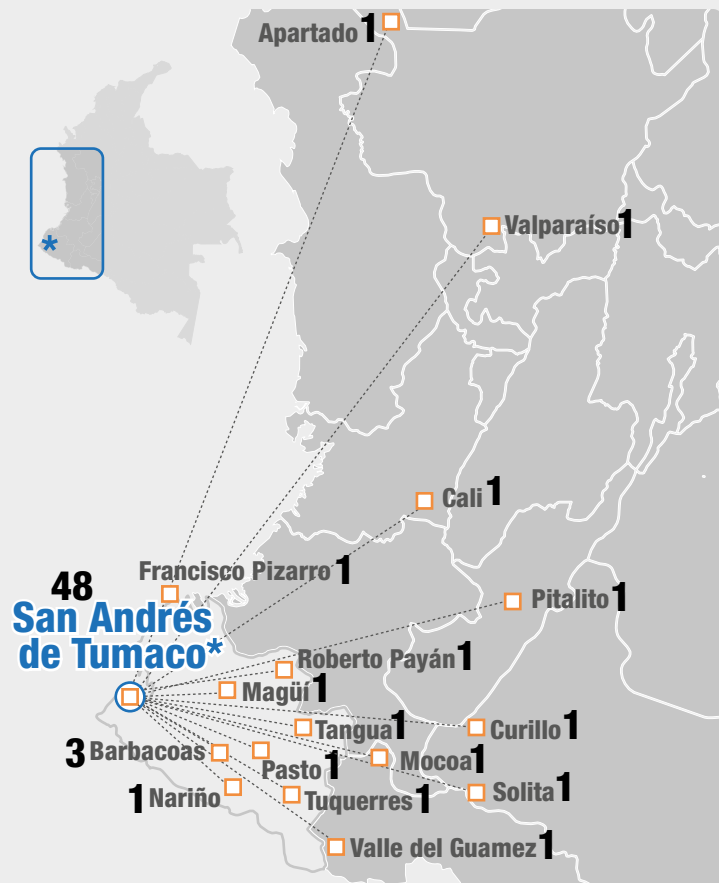 Apartado 1
Valparaíso 1
Cali 1
Francisco Pizarro 1
48
San Andrés
de Tumaco*
Pitalito 1
Roberto Payán 1
Magüí 1
Tangua 1
Curillo 1
3 Barbacoas
Pasto 1
Mocoa 1
1 Nariño
Tuquerres 1
Solita 1
Valle del Guamez 1
*